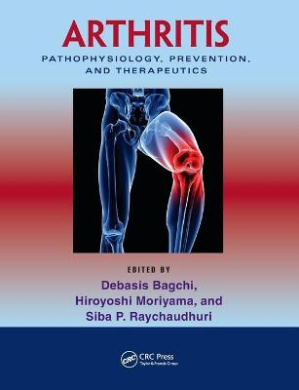 ARTHRITIS
PATHOPHYSIOLOGY, PREVENTION,
AND THERAPEUTICS
EDITED BY
Debasis Bagchi,
Hiroyoshi Moriyama, and
Siba P. Raychaudhuri
CRC Press
Taylor & Francis Group